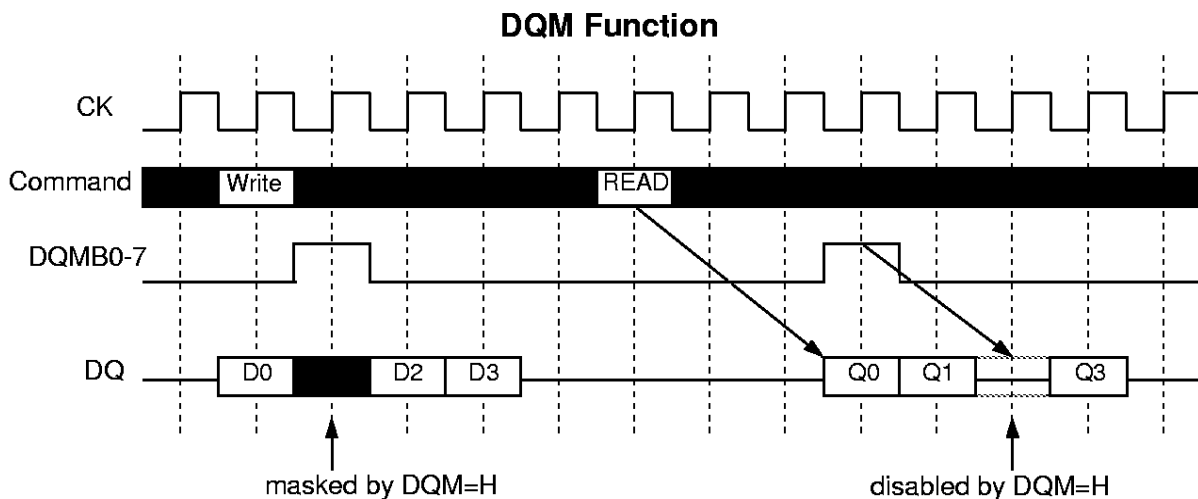 DQM Function
CK
Command Write READ
DQMB0-7
DQ D0 D2 D3 Q0 Q1 Q3
masked by DQM=H disabled by DQM=H